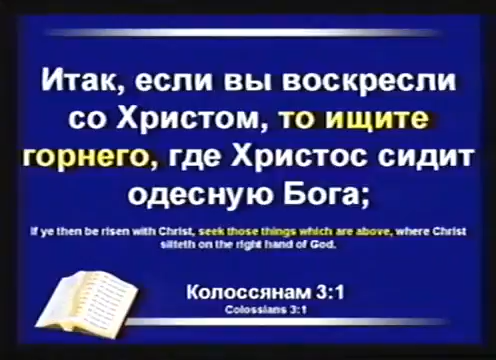 Итак, если вы воскресли
со Христом, то ищите
горнего, где Христос сидит
одесную Бога;
If ye then be risen with Christ, seek those things which are above, where Christ
sitteth on the right hand of God.
Колоссянам 3:1
Colossians 3:1